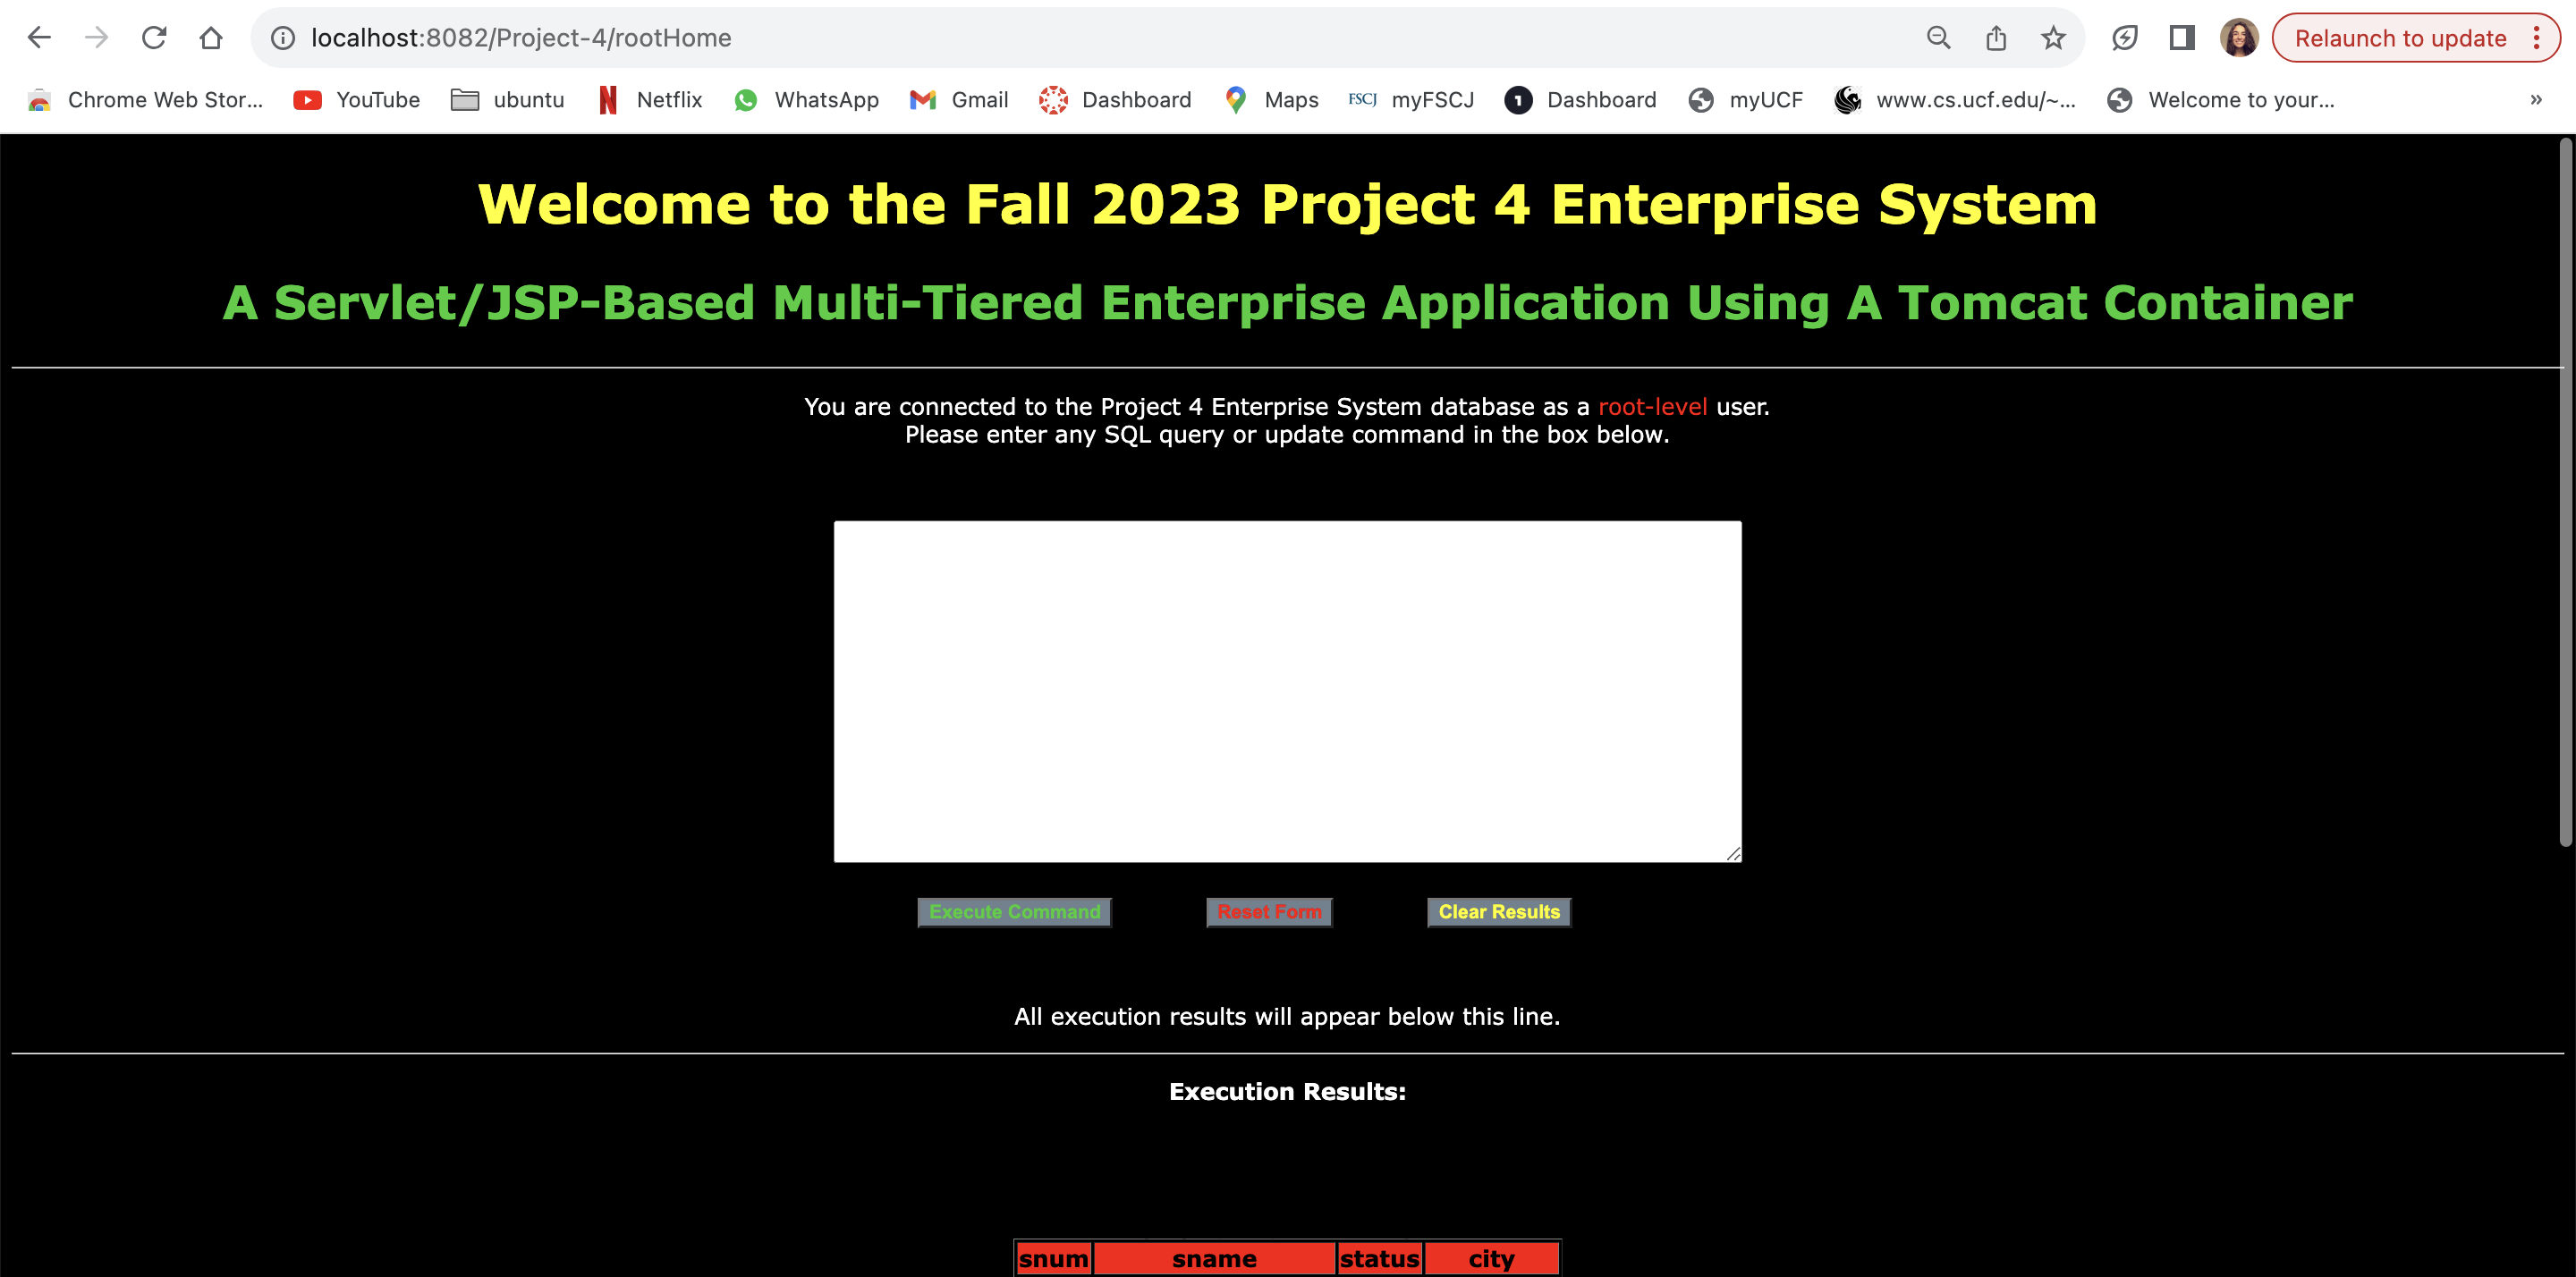 localhost:8082/Project-4/rootHome
Relaunch to update
Chrome Web Stor... YouTube ubuntu Netflix WhatsApp Gmail Dashboard Maps FSCJ myFSCJ 1 Dashboard myUCF www.cs.ucf.edu/~... Welcome to your... »
Welcome to the Fall 2023 Project 4 Enterprise System
A Servlet/JSP-Based Multi-Tiered Enterprise Application Using A Tomcat Container
You are connected to the Project 4 Enterprise System database as a root-level user.
Please enter any SQL query or update command in the box below.
Execute Command Reset Form Clear Results
All execution results will appear below this line.
Execution Results:
snum sname status city